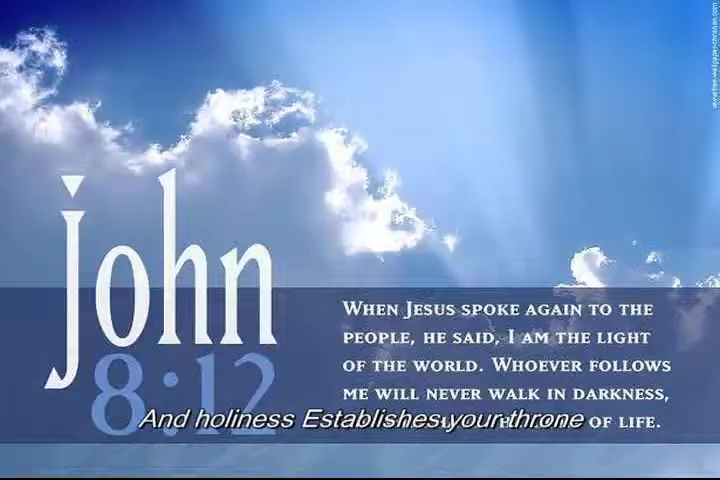 john
8:12
When Jesus spoke again to the
people, he said, I am the light
of the world. Whoever follows
me will never walk in darkness,
of life.
And holiness Establishes your throne